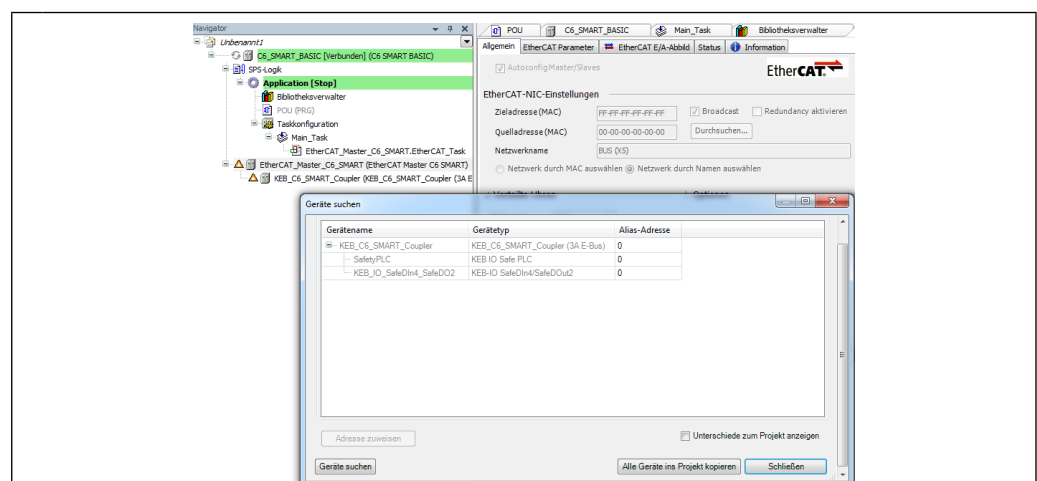 Navigator
POU C6_SMART_BASIC Main_Task Bibliotheksverwalter
Unbenannt1
Allgemein EtherCAT Parameter EtherCAT E/A-Abbild Status Information
C6_SMART_BASIC [Verbunden] (C6 SMART BASIC)
AutoconfigMaster/Slaves
EtherCAT.
SPS-Logik
Application [Stop]
EtherCAT-NIC-Einstellungen
Bibliotheksverwalter
Zieladresse (MAC) FF-FF-FF-FF-FF-FF Broadcast Redundancy aktivieren
POU (PRG)
Taskkonfiguration
Quelladresse (MAC) 00-00-00-00-00-00 Durchsuchen...
Main_Task
EtherCAT_Master_C6_SMART.EtherCAT_Task
Netzwerkname BUS (X5)
EtherCAT_Master_C6_SMART (EtherCAT Master C6 SMART)
Netzwerk durch MAC auswählen Netzwerk durch Namen auswählen
KEB_C6_SMART_Coupler (KEB_C6_SMART_Coupler (3A E
Verteilte Uhren Optionen
Geräte suchen
Gerätename Gerätetyp Alias-Adresse
KEB_C6_SMART_Coupler KEB_C6_SMART_Coupler (3A E-Bus) 0
SafetyPLC KEB IO Safe PLC 0
KEB_IO_SafeDIn4_SafeDO2 KEB-IO SafeDIn4/SafeDOut2 0
Adresse zuweisen
Unterschiede zum Projekt anzeigen
Geräte suchen Alle Geräte ins Projekt kopieren Schließen